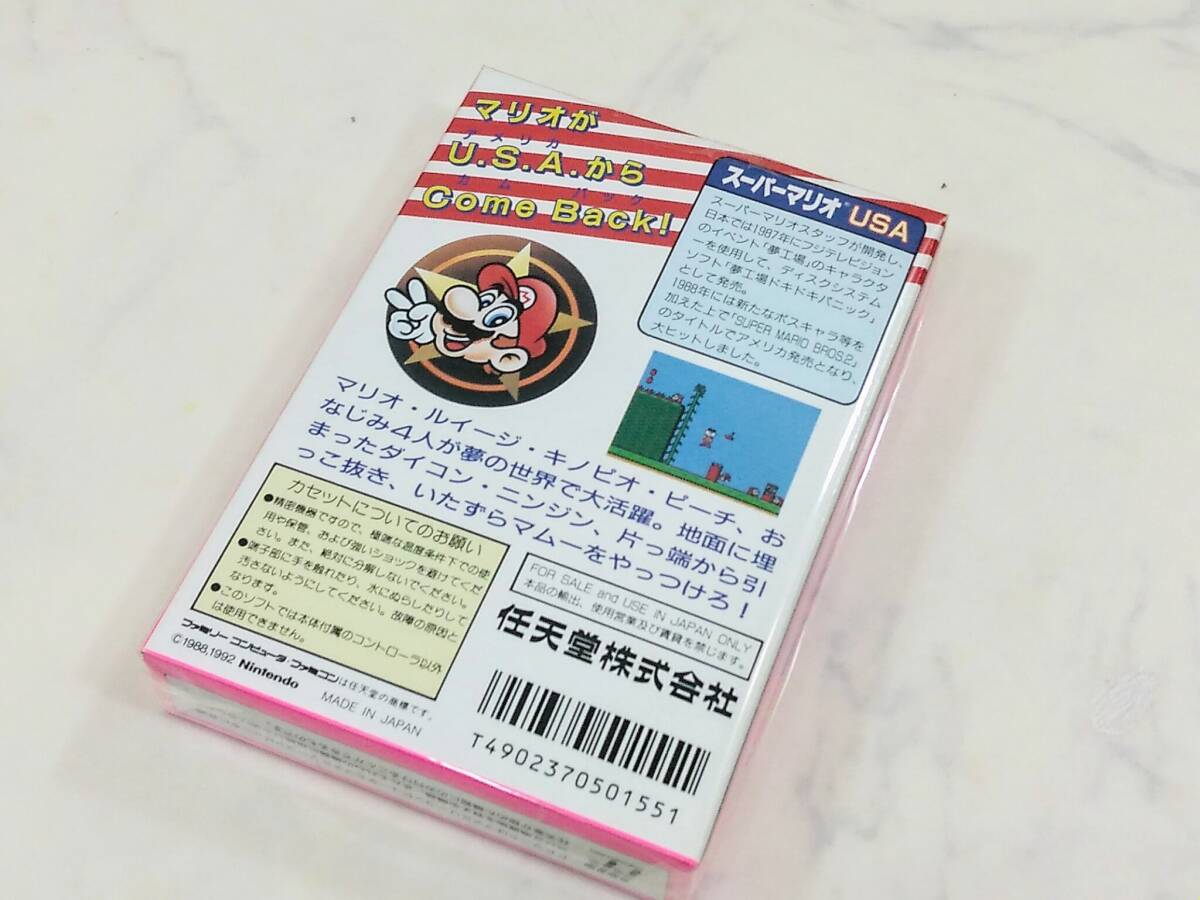 マリオが
アメリカ
U.S.A.から
カム バック
Come Back!
スーパーマリオ USA
スーパーマリオスタッフが開発し、
日本では1987年にフジテレビジョン
のイベント「夢工場」のキャラクタ
ーを使用して、ディスクシステム
ソフト「夢工場ドキドキパニック」
として発売。
1988年には新たなボスキャラ等を
加えた上で「SUPER MARIO BROS.2」
のタイトルでアメリカ発売となり、
大ヒットしました。
マリオ・ルイージ・キノピオ・ピーチ、お
なじみ4人が夢の世界で大活躍。地面に埋
まったダイコン・ニンジン、片っ端から引
っこ抜き、いたずらマムーをやっつけろ!
カセットについてのお願い
●精密機器ですので、極端な温度条件下での使
用や保管、および強いショックを避けてくだ
さい。また、絶対に分解しないでください。
●端子部に手を触れたり、水にぬらしたりして
汚さないようにしてください。故障の原因と
なります。
●このソフトでは本体付属のコントローラ以外
は使用できません。
FOR SALE and USE IN JAPAN ONLY
本品の輸出、使用営業及び賃貸を禁じます。
任天堂株式会社
ファミリーコンピュータ・ファミコンは任天堂の商標です。
©1988,1992 Nintendo
MADE IN JAPAN
T4902370501551